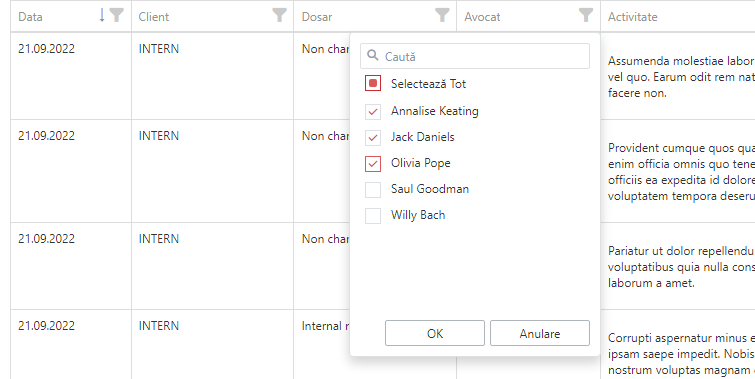 Data Client Dosar Avocat Activitate
21.09.2022 INTERN Non char
Caută
Selectează Tot
Annalise Keating
Jack Daniels
Olivia Pope
Saul Goodman
Willy Bach
OK Anulare
Assumenda molestiae labor
vel quo. Earum odit rem nat
facere non.
21.09.2022 INTERN Non char
Provident cumque quos qua
enim officia omnis quo tene
officiis ea expedita id dolore
voluptatem tempora deseru
21.09.2022 INTERN Non char
Pariatur ut dolor repellendu
voluptatibus quia nulla cons
laborum a amet.
21.09.2022 INTERN Internal
Corrupti aspernatur minus e
ipsam saepe impedit. Nobis
nostrum voluptas magnam